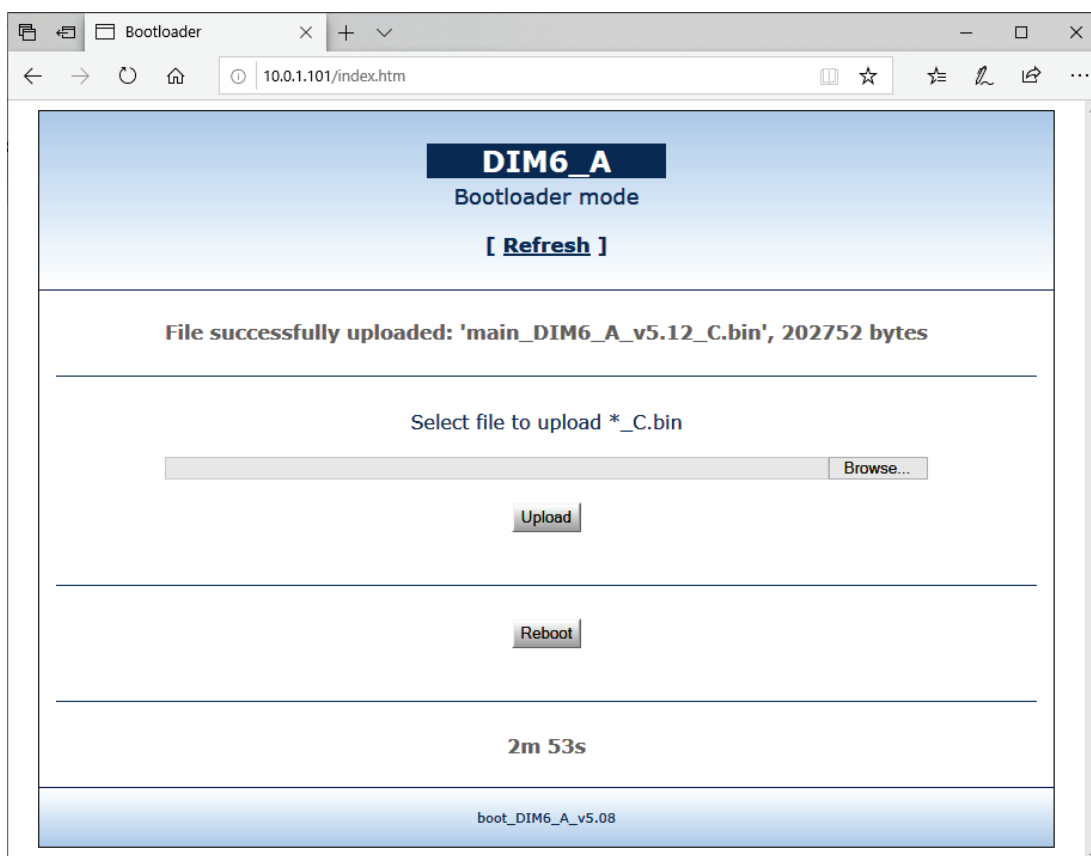 Bootloader
10.0.1.101/index.htm
DIM6_A
Bootloader mode
[ Refresh ]
File successfully uploaded: 'main_DIM6_A_v5.12_C.bin', 202752 bytes
Select file to upload *_C.bin
Browse...
Upload
Reboot
2m 53s
boot_DIM6_A_v5.08